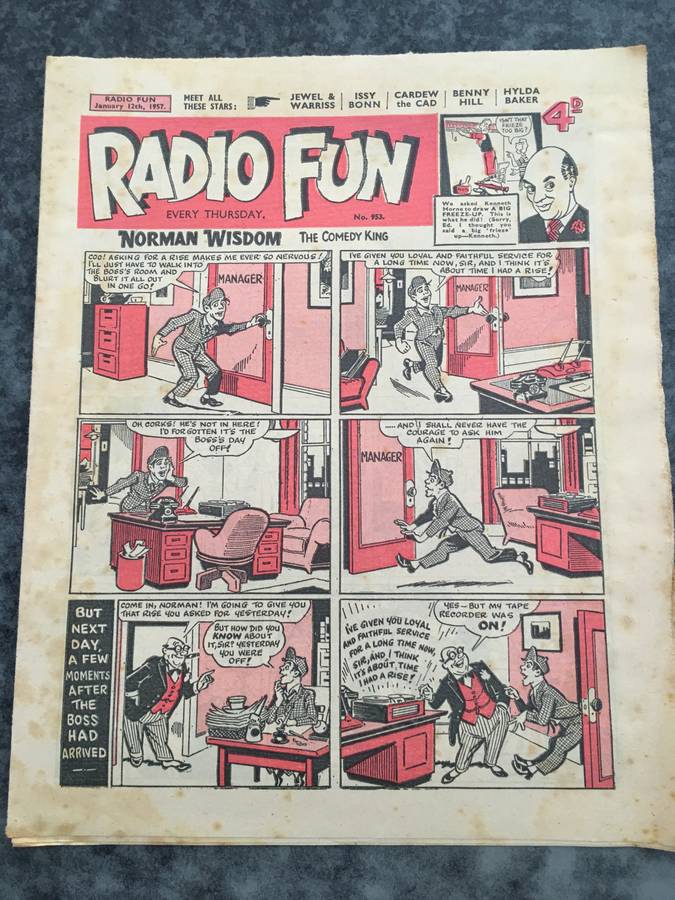 RADIO FUN
January 12th, 1957.
MEET ALL
THESE STARS:
JEWEL &
WARRISS
ISSY
BONN
CARDEW
the CAD
BENNY
HILL
HYLDA
BAKER
4D
RADIO FUN
EVERY THURSDAY.
No. 953.
ISN'T THAT
FRIEZE
TOO BIG?
We asked Kenneth
Horne to draw A BIG
FREEZE-UP. This is
what he did! (Sorry,
Ed. I thought you
said a big "frieze"
up—Kenneth.)
NORMAN WISDOM THE COMEDY KING
COO! ASKING FOR A RISE MAKES ME EVER SO NERVOUS!
I'LL JUST HAVE TO WALK INTO
THE BOSS'S ROOM AND
BLURT IT ALL OUT
IN ONE GO!
MANAGER
I'VE GIVEN YOU LOYAL AND FAITHFUL SERVICE FOR
A LONG TIME NOW, SIR, AND I THINK IT'S
ABOUT TIME I HAD A RISE!
MANAGER
OH CORKS! HE'S NOT IN HERE!
I'D FORGOTTEN IT'S THE
BOSS'S DAY
OFF!
.....AND I SHALL NEVER HAVE THE
COURAGE TO ASK HIM
AGAIN!
MANAGER
BUT
NEXT
DAY,
A FEW
MOMENTS
AFTER
THE
BOSS
HAD
ARRIVED
COME IN, NORMAN! I'M GOING TO GIVE YOU
THAT RISE YOU ASKED FOR YESTERDAY!
BUT HOW DID YOU
KNOW ABOUT
IT, SIR? YESTERDAY
YOU WERE
OFF!
I'VE GIVEN YOU LOYAL
AND FAITHFUL SERVICE
FOR A LONG TIME NOW,
SIR, AND I THINK
IT'S ABOUT TIME
I HAD A RISE!
YES—BUT MY TAPE
RECORDER WAS
ON!